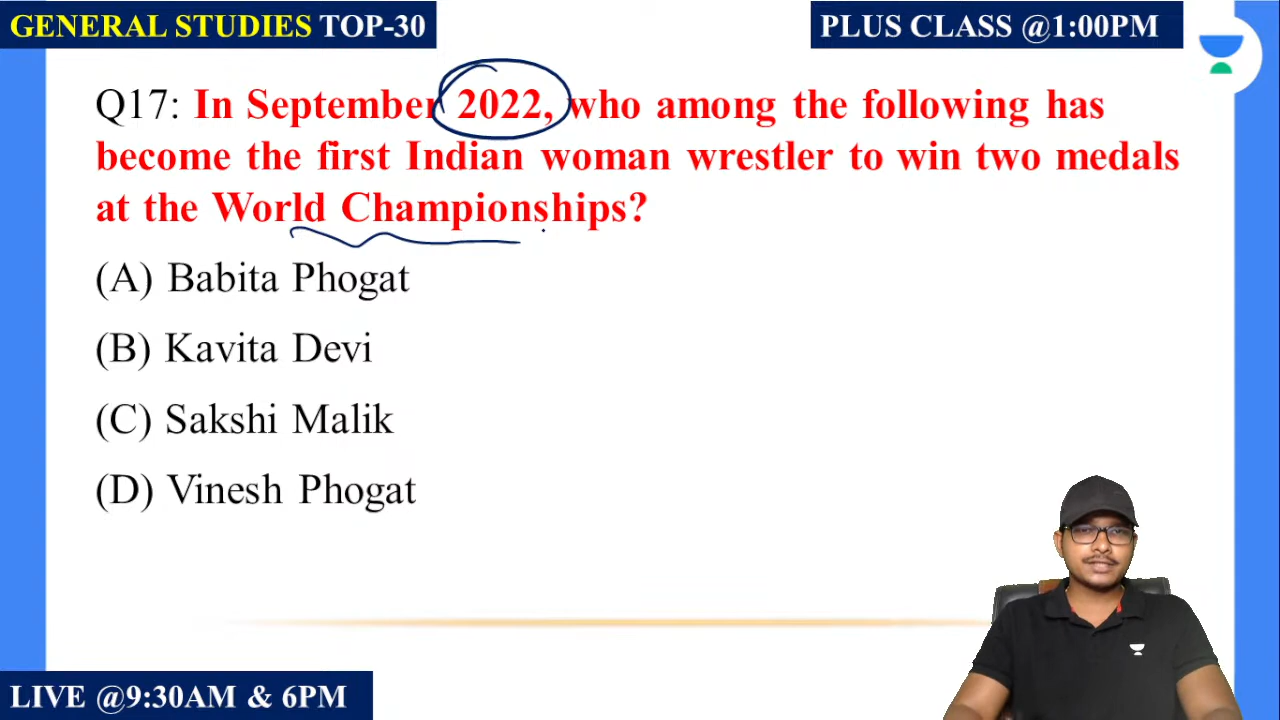 GENERAL STUDIES TOP-30
PLUS CLASS @1:00PM
Q17: In September 2022, who among the following has
become the first Indian woman wrestler to win two medals
at the World Championships?
(A) Babita Phogat
(B) Kavita Devi
(C) Sakshi Malik
(D) Vinesh Phogat
LIVE @9:30AM & 6PM